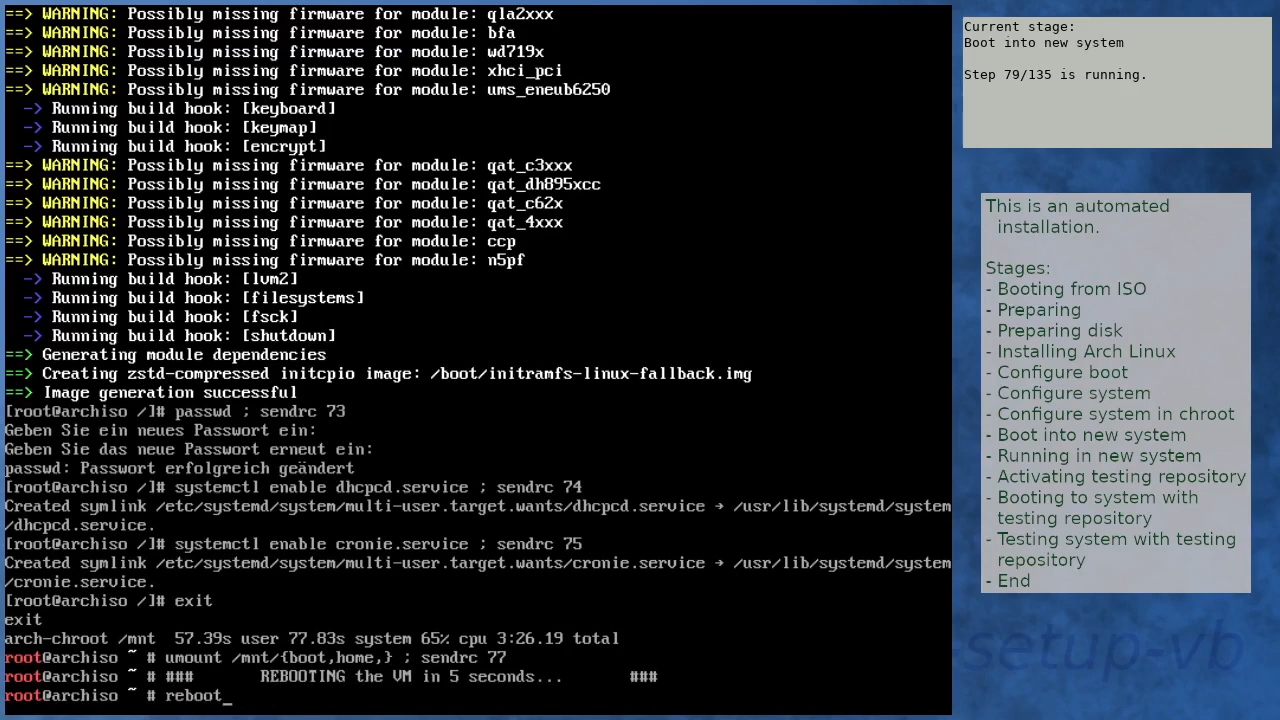 ==> WARNING: Possibly missing firmware for module: qla2xxx
==> WARNING: Possibly missing firmware for module: bfa
==> WARNING: Possibly missing firmware for module: wd719x
==> WARNING: Possibly missing firmware for module: xhci_pci
==> WARNING: Possibly missing firmware for module: ums_eneub6250
-> Running build hook: [keyboard]
-> Running build hook: [keymap]
-> Running build hook: [encrypt]
==> WARNING: Possibly missing firmware for module: qat_c3xxx
==> WARNING: Possibly missing firmware for module: qat_dh895xcc
==> WARNING: Possibly missing firmware for module: qat_c62x
==> WARNING: Possibly missing firmware for module: qat_4xxx
==> WARNING: Possibly missing firmware for module: ccp
==> WARNING: Possibly missing firmware for module: n5pf
-> Running build hook: [lvm2]
-> Running build hook: [filesystems]
-> Running build hook: [fsck]
-> Running build hook: [shutdown]
==> Generating module dependencies
==> Creating zstd-compressed initcpio image: /boot/initramfs-linux-fallback.img
==> Image generation successful
[root@archiso /]# passwd ; sendrc 73
Geben Sie ein neues Passwort ein:
Geben Sie das neue Passwort erneut ein:
passwd: Passwort erfolgreich geändert
[root@archiso /]# systemctl enable dhcpcd.service ; sendrc 74
Created symlink /etc/systemd/system/multi-user.target.wants/dhcpcd.service → /usr/lib/systemd/system
/dhcpcd.service.
[root@archiso /]# systemctl enable cronie.service ; sendrc 75
Created symlink /etc/systemd/system/multi-user.target.wants/cronie.service → /usr/lib/systemd/system
/cronie.service.
[root@archiso /]# exit
exit
arch-chroot /mnt  57.39s user 77.83s system 65% cpu 3:26.19 total
root@archiso ~ # umount /mnt/{boot,home,} ; sendrc 77
root@archiso ~ # ###       REBOOTING the VM in 5 seconds...       ###
root@archiso ~ # reboot_
Current stage:
Boot into new system
Step 79/135 is running.
This is an automated
installation.
Stages:
- Booting from ISO
- Preparing
- Preparing disk
- Installing Arch Linux
- Configure boot
- Configure system
- Configure system in chroot
- Boot into new system
- Running in new system
- Activating testing repository
- Booting to system with
testing repository
- Testing system with testing
repository
- End
-setup-vb